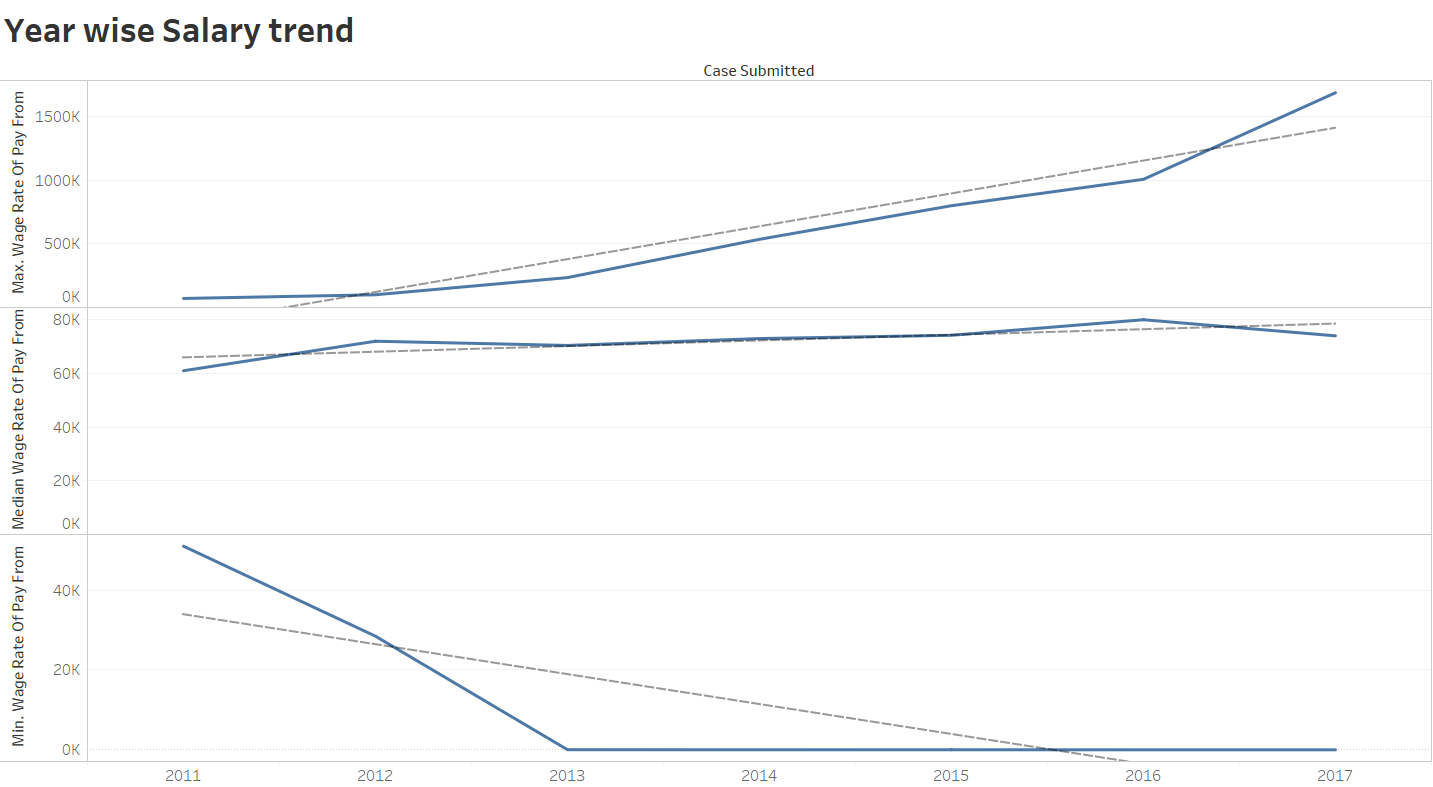 Year wise Salary trend
Case Submitted
Max. Wage Rate Of Pay From
1500K
1000K
500K
0K
Median Wage Rate Of Pay From
80K
60K
40K
20K
0K
Min. Wage Rate Of Pay From
40K
20K
0K
2011 2012 2013 2014 2015 2016 2017